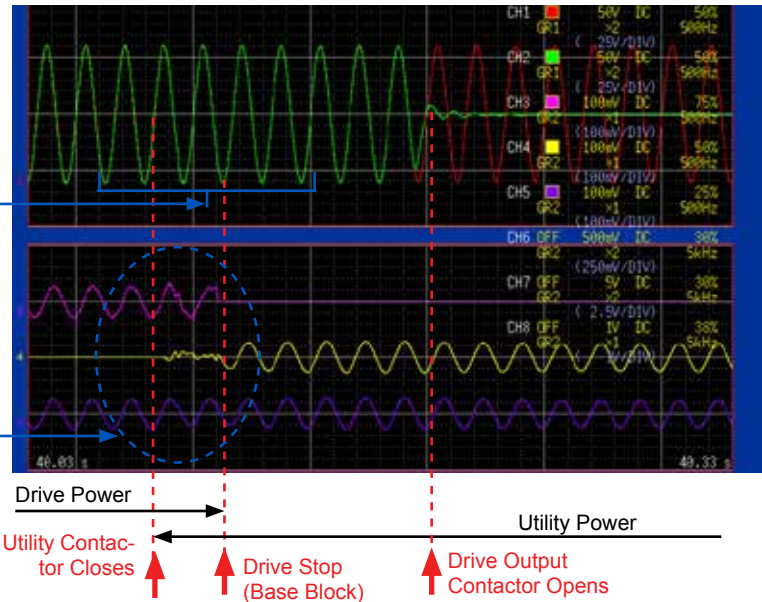 CH1 50V DC 50%
GR1 ×2 500Hz
( 25V/DIV)
CH2 50V DC 50%
GR1 ×2 500Hz
( 25V/DIV)
CH3 100mV DC 75%
GR2 ×1 500Hz
(100mV/DIV)
CH4 100mV DC 50%
GR2 ×1 500Hz
(100mV/DIV)
CH5 100mV DC 25%
GR2 ×1 500Hz
(100mV/DIV)
CH6 OFF 500mV DC 30%
GR2 ×2 5kHz
(250mV/DIV)
CH7 OFF 5V DC 30%
GR2 ×2 5kHz
( 2.5V/DIV)
CH8 OFF 1V DC 38%
GR2 ×1 5kHz
V/DIV)
4
40.03 s
40.33 s
Drive Power
Utility Power
Utility Contac-
tor Closes
Drive Stop
(Base Block)
Drive Output
Contactor Opens